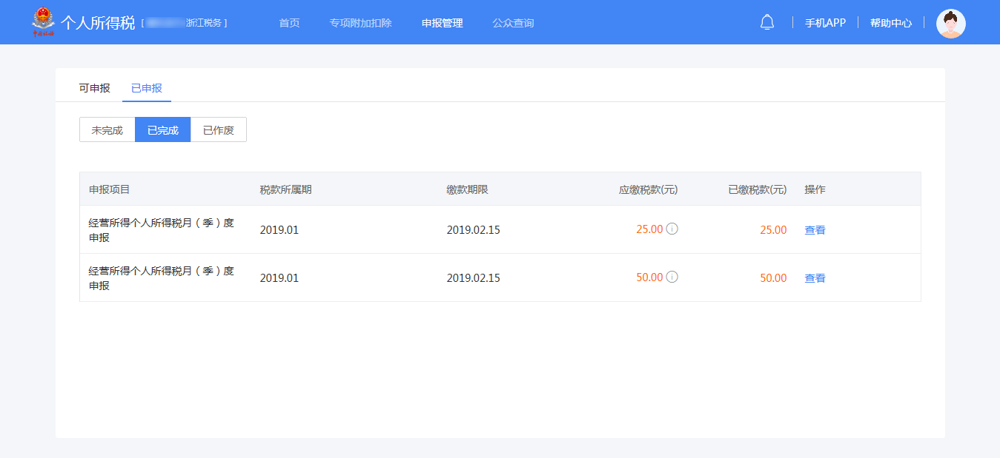 个人所得税 [ 浙江税务 ] 首页 专项附加扣除 申报管理 公众查询 手机APP 帮助中心
可申报 已申报
未完成 已完成 已作废
申报项目 税款所属期 缴款期限 应缴税款(元) 已缴税款(元) 操作
经营所得个人所得税月（季）度
申报 2019.01 2019.02.15 25.00 25.00 查看
经营所得个人所得税月（季）度
申报 2019.01 2019.02.15 50.00 50.00 查看